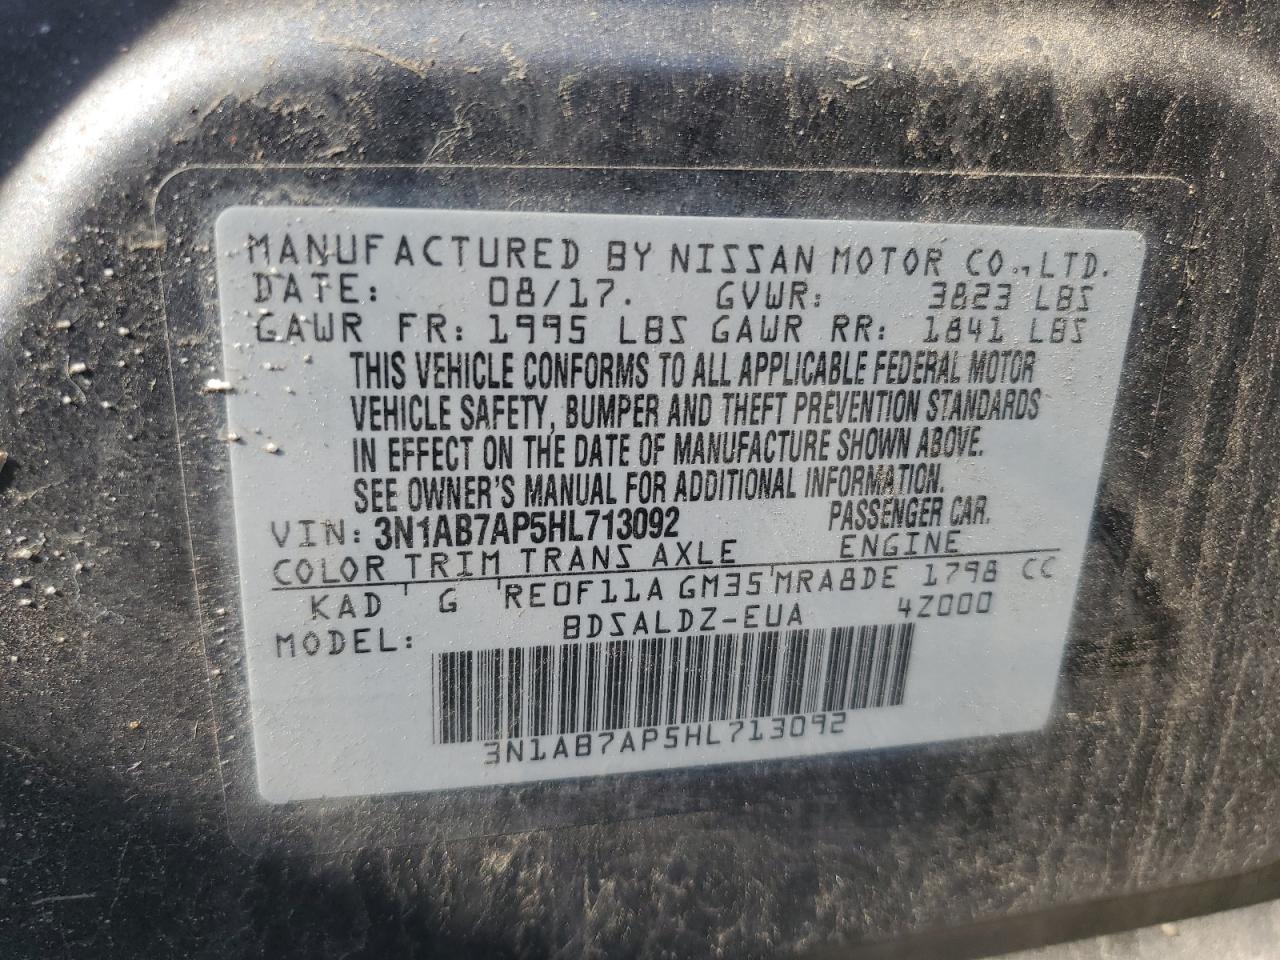 MANUFACTURED BY NISSAN MOTOR CO., LTD.
DATE: 08/17. GVWR: 3823 LBS
GAWR FR: 1995 LBS GAWR RR: 1841 LBS
THIS VEHICLE CONFORMS TO ALL APPLICABLE FEDERAL MOTOR
VEHICLE SAFETY, BUMPER AND THEFT PREVENTION STANDARDS
IN EFFECT ON THE DATE OF MANUFACTURE SHOWN ABOVE.
SEE OWNER'S MANUAL FOR ADDITIONAL INFORMATION.
VIN: 3N1AB7AP5HL713092 PASSENGER CAR.
COLOR TRIM TRANS AXLE ENGINE
KAD G RE0F11A GM35 MRA8DE 1798 CC
MODEL: BDSALDZ-EUA 4Z000
3N1AB7AP5HL713092